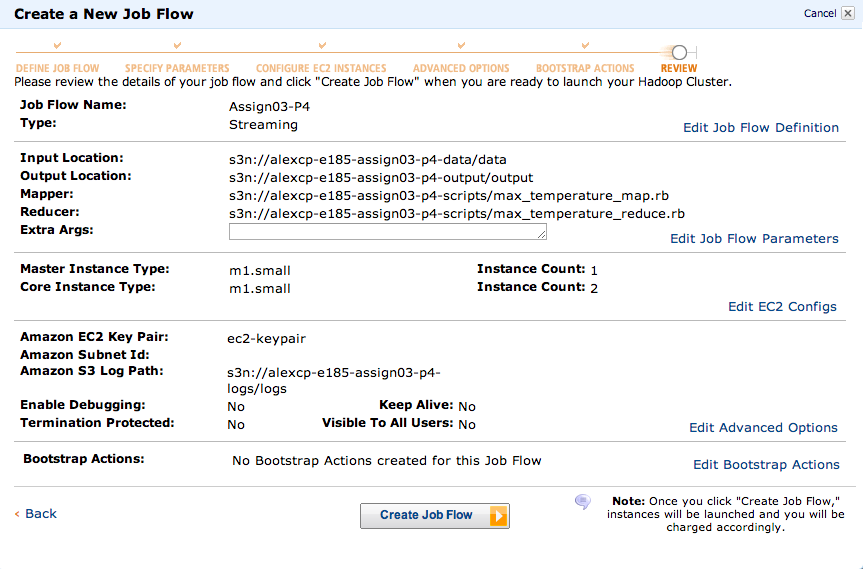 Create a New Job Flow
Cancel
DEFINE JOB FLOW SPECIFY PARAMETERS CONFIGURE EC2 INSTANCES ADVANCED OPTIONS BOOTSTRAP ACTIONS REVIEW
Please review the details of your job flow and click "Create Job Flow" when you are ready to launch your Hadoop Cluster.
Job Flow Name: Assign03-P4
Type: Streaming
Edit Job Flow Definition
Input Location: s3n://alexcp-e185-assign03-p4-data/data
Output Location: s3n://alexcp-e185-assign03-p4-output/output
Mapper: s3n://alexcp-e185-assign03-p4-scripts/max_temperature_map.rb
Reducer: s3n://alexcp-e185-assign03-p4-scripts/max_temperature_reduce.rb
Extra Args:
Edit Job Flow Parameters
Master Instance Type: m1.small Instance Count: 1
Core Instance Type: m1.small Instance Count: 2
Edit EC2 Configs
Amazon EC2 Key Pair: ec2-keypair
Amazon Subnet Id:
Amazon S3 Log Path: s3n://alexcp-e185-assign03-p4-
logs/logs
Enable Debugging: No Keep Alive: No
Termination Protected: No Visible To All Users: No
Edit Advanced Options
Bootstrap Actions: No Bootstrap Actions created for this Job Flow
Edit Bootstrap Actions
< Back
Create Job Flow
Note: Once you click "Create Job Flow,"
instances will be launched and you will be
charged accordingly.